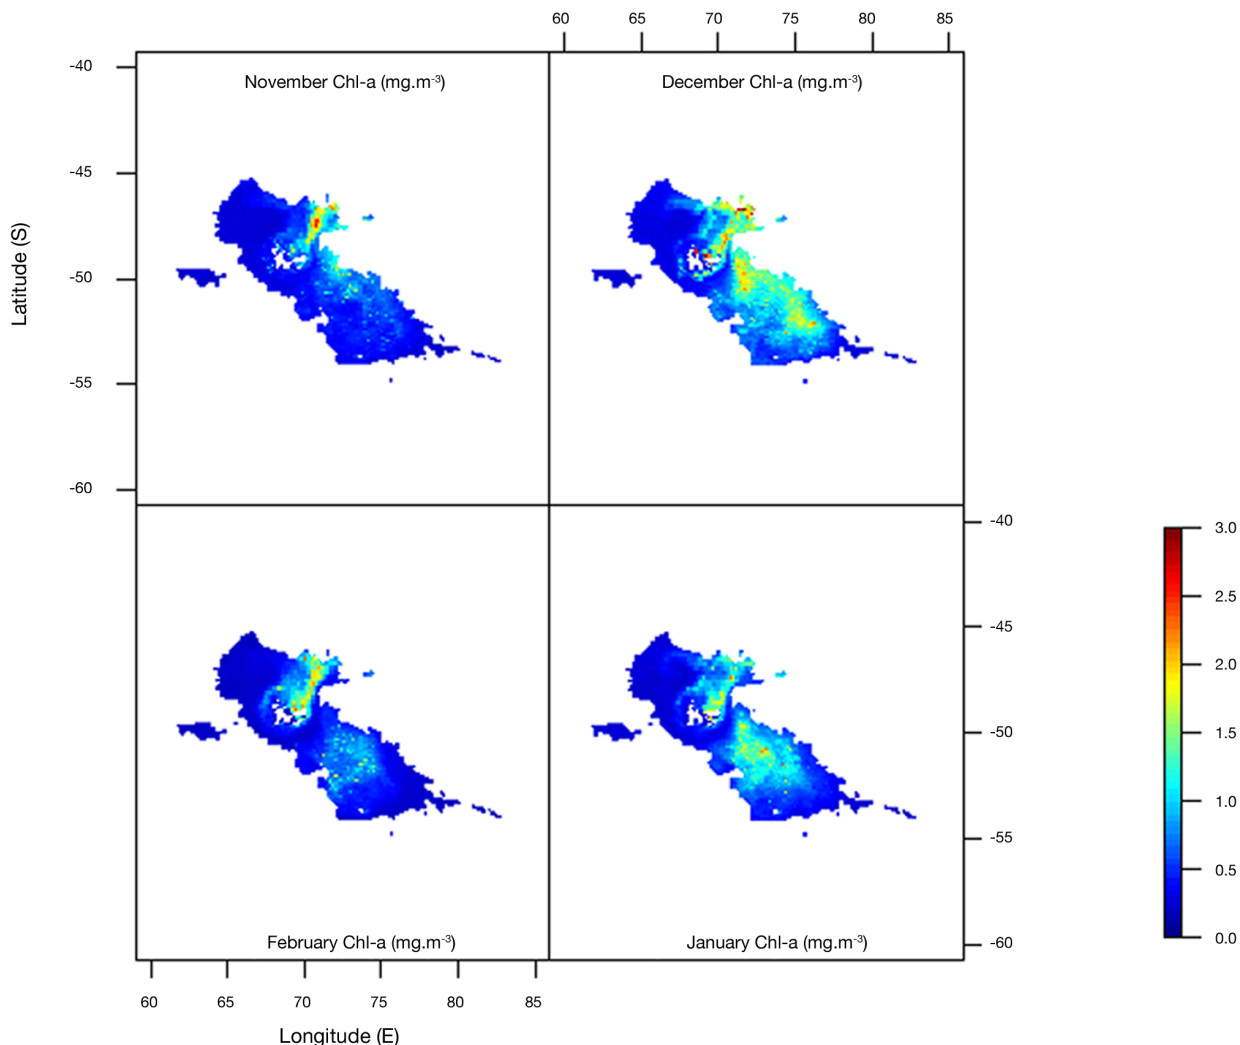 60 65 70 75 80 85
-40
November Chl-a (mg.m-3)
December Chl-a (mg.m-3)
-45
Latitude (S)
-50
-55
-60
-40
3.0
2.5
-45
2.0
-50
1.5
1.0
-55
0.5
February Chl-a (mg.m-3)
January Chl-a (mg.m-3)
-60
0.0
60 65 70 75 80 85
Longitude (E)